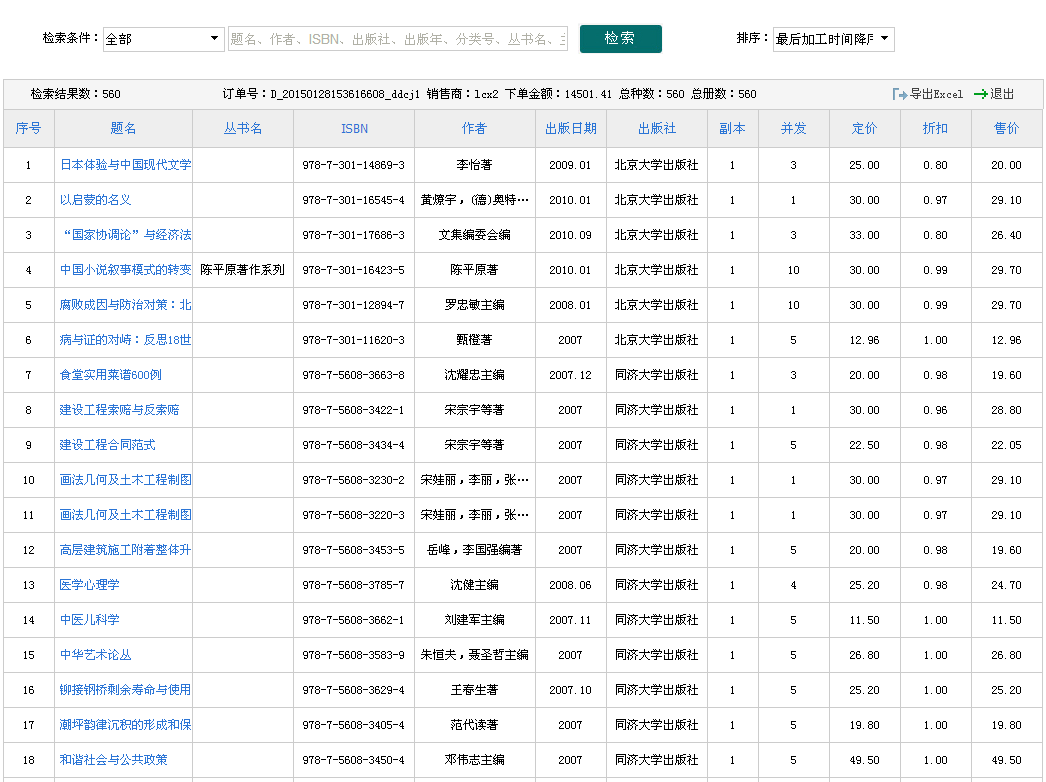 检索条件： 全部 题名、作者、ISBN、出版社、出版年、分类号、丛书名、 检索 排序： 最后加工时间降序
检索结果数：560 订单号：D_20150128153616608_ddcj1 销售商：lcx2 下单金额：14501.41 总种数：560 总册数：560 导出Excel 退出
序号 题名 丛书名 ISBN 作者 出版日期 出版社 副本 并发 定价 折扣 售价
1 日本体验与中国现代文学 978-7-301-14869-3 李怡著 2009.01 北京大学出版社 1 3 25.00 0.80 20.00
2 以启蒙的名义 978-7-301-16545-4 黄燎宇，(德)奥特… 2010.01 北京大学出版社 1 1 30.00 0.97 29.10
3 “国家协调论”与经济法 978-7-301-17686-3 文集编委会编 2010.09 北京大学出版社 1 3 33.00 0.80 26.40
4 中国小说叙事模式的转变 陈平原著作系列 978-7-301-16423-5 陈平原著 2010.01 北京大学出版社 1 10 30.00 0.99 29.70
5 腐败成因与防治对策：北 978-7-301-12894-7 罗忠敏主编 2008.01 北京大学出版社 1 10 30.00 0.99 29.70
6 病与证的对峙：反思18世 978-7-301-11620-3 甄橙著 2007 北京大学出版社 1 5 12.96 1.00 12.96
7 食堂实用菜谱600例 978-7-5608-3663-8 沈耀忠主编 2007.12 同济大学出版社 1 3 20.00 0.98 19.60
8 建设工程索赔与反索赔 978-7-5608-3422-1 宋宗宇等著 2007 同济大学出版社 1 1 30.00 0.96 28.80
9 建设工程合同范式 978-7-5608-3434-4 宋宗宇等著 2007 同济大学出版社 1 5 22.50 0.98 22.05
10 画法几何及土木工程制图 978-7-5608-3230-2 宋娃丽，李丽，张… 2007 同济大学出版社 1 1 30.00 0.97 29.10
11 画法几何及土木工程制图 978-7-5608-3220-3 宋娃丽，李丽，张… 2007 同济大学出版社 1 1 30.00 0.97 29.10
12 高层建筑施工附着整体升 978-7-5608-3453-5 岳峰，李国强编著 2007 同济大学出版社 1 5 20.00 0.98 19.60
13 医学心理学 978-7-5608-3785-7 沈健主编 2008.06 同济大学出版社 1 4 25.20 0.98 24.70
14 中医儿科学 978-7-5608-3662-1 刘建军主编 2007.11 同济大学出版社 1 5 11.50 1.00 11.50
15 中华艺术论丛 978-7-5608-3583-9 朱恒夫，聂圣哲主编 2007 同济大学出版社 1 5 26.80 1.00 26.80
16 铆接钢桥剩余寿命与使用 978-7-5608-3629-4 王春生著 2007.10 同济大学出版社 1 5 25.20 1.00 25.20
17 潮坪韵律沉积的形成和保 978-7-5608-3405-4 范代读著 2007 同济大学出版社 1 5 19.80 1.00 19.80
18 和谐社会与公共政策 978-7-5608-3450-4 邓伟志主编 2007 同济大学出版社 1 5 49.50 1.00 49.50